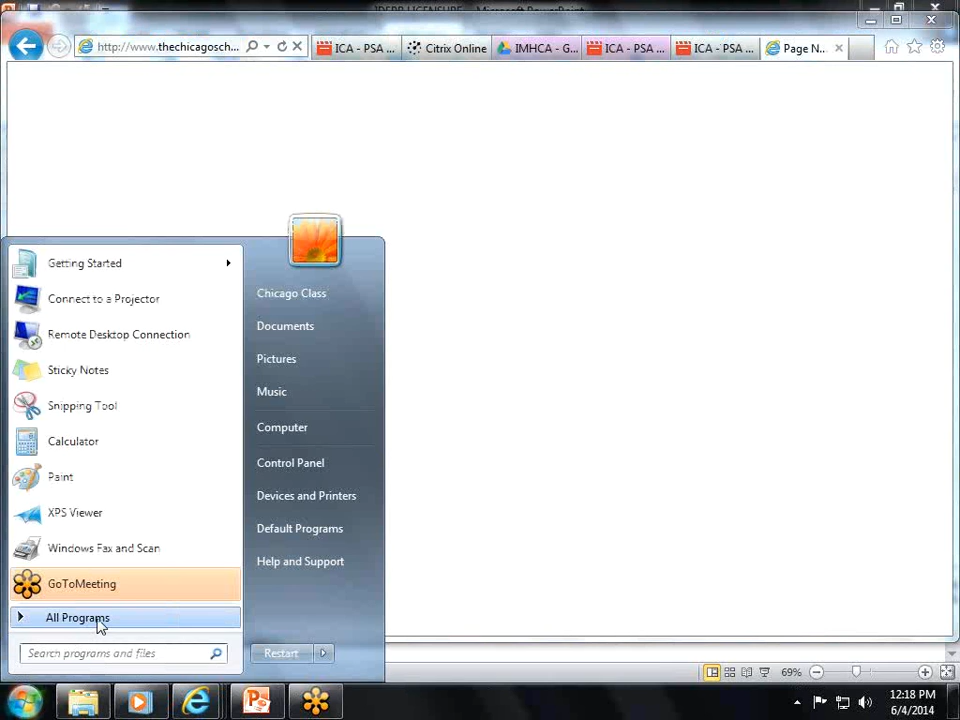 http://www.thechicagosch...
ICA - PSA ...
Citrix Online
IMHCA - G...
ICA - PSA ...
ICA - PSA ...
Page N...
Getting Started
Connect to a Projector
Remote Desktop Connection
Sticky Notes
Snipping Tool
Calculator
Paint
XPS Viewer
Windows Fax and Scan
GoToMeeting
All Programs
Search programs and files
Chicago Class
Documents
Pictures
Music
Computer
Control Panel
Devices and Printers
Default Programs
Help and Support
Restart
69%
12:18 PM
6/4/2014